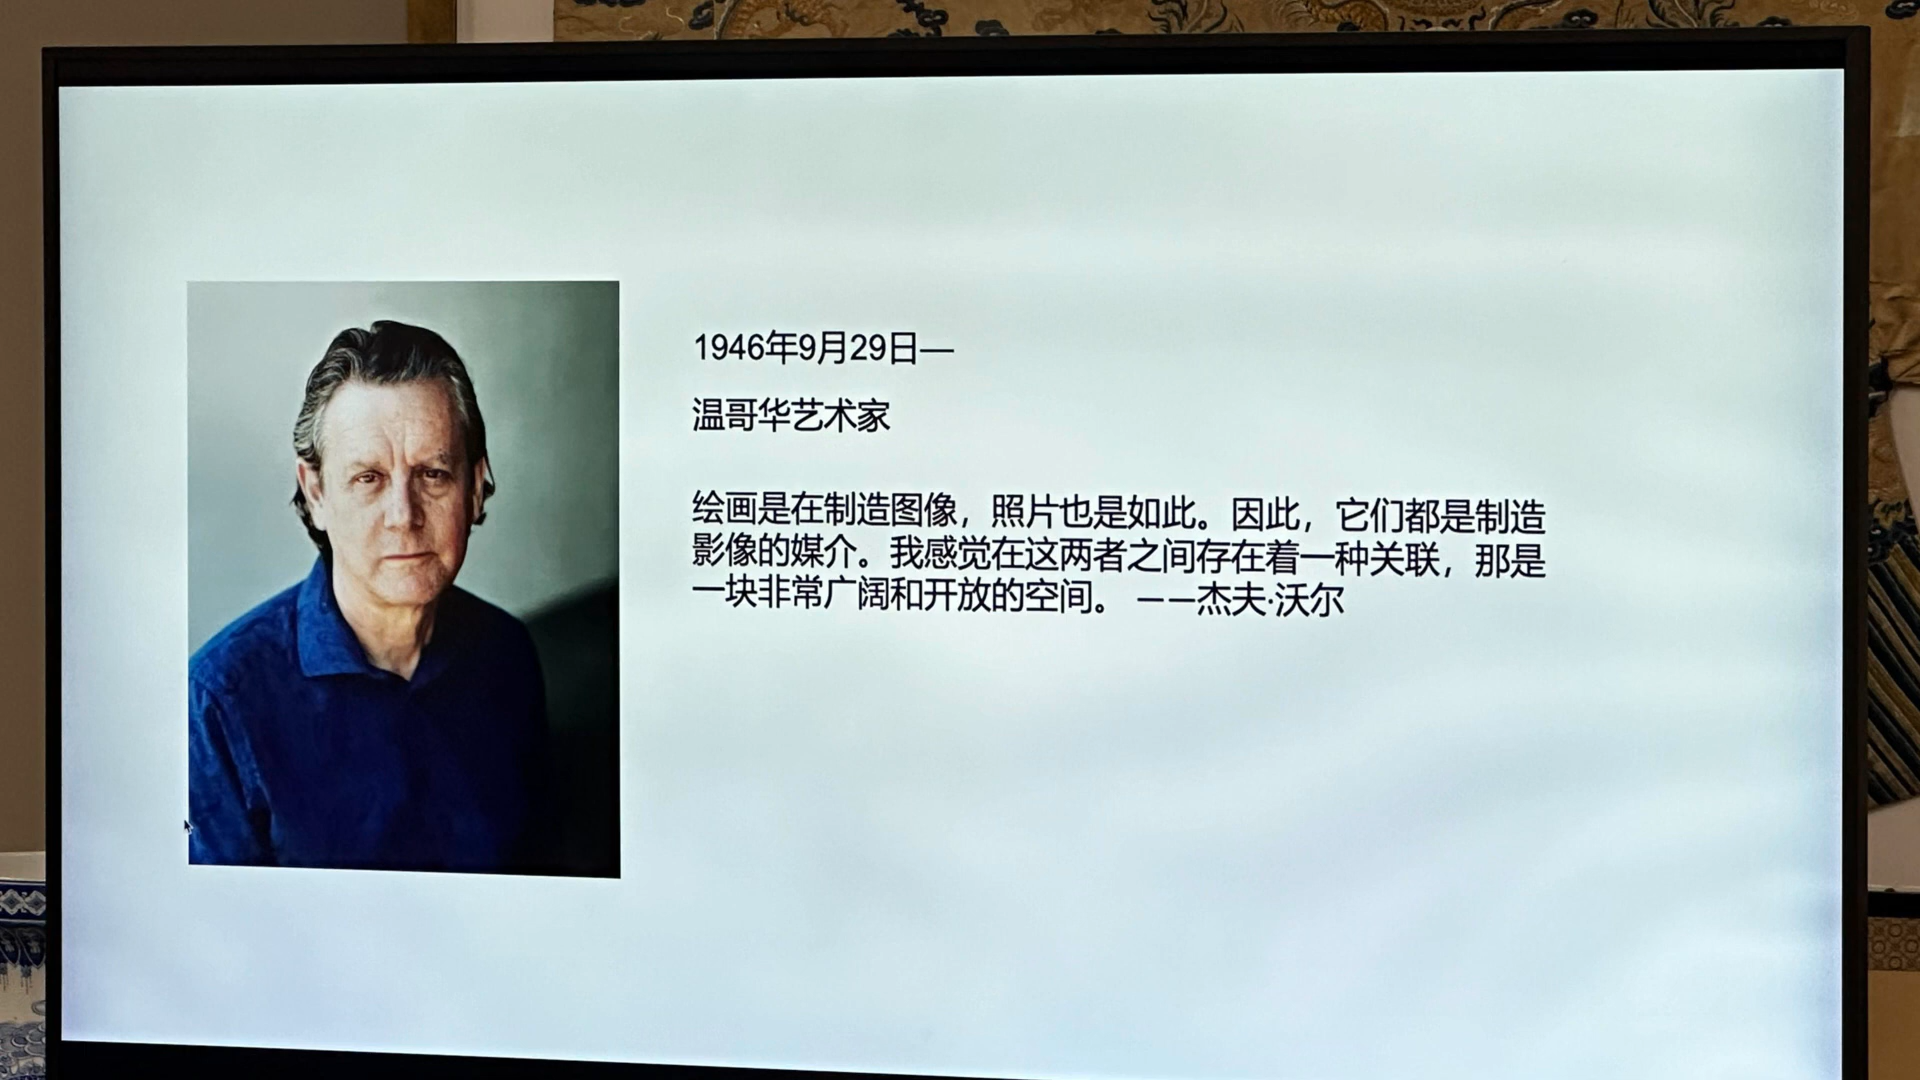 1946年9月29日—
温哥华艺术家
绘画是在制造图像，照片也是如此。因此，它们都是制造
影像的媒介。我感觉在这两者之间存在着一种关联，那是
一块非常广阔和开放的空间。 ——杰夫·沃尔